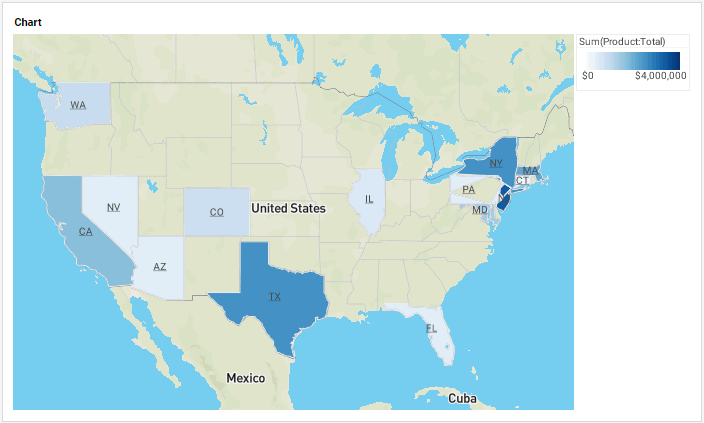 Chart
Sum(Product:Total)
$0 $4,000,000
WA
NY
MA
CT
PA
IL
NV
CO
United States
MD
CA
AZ
TX
FL
Mexico
Cuba